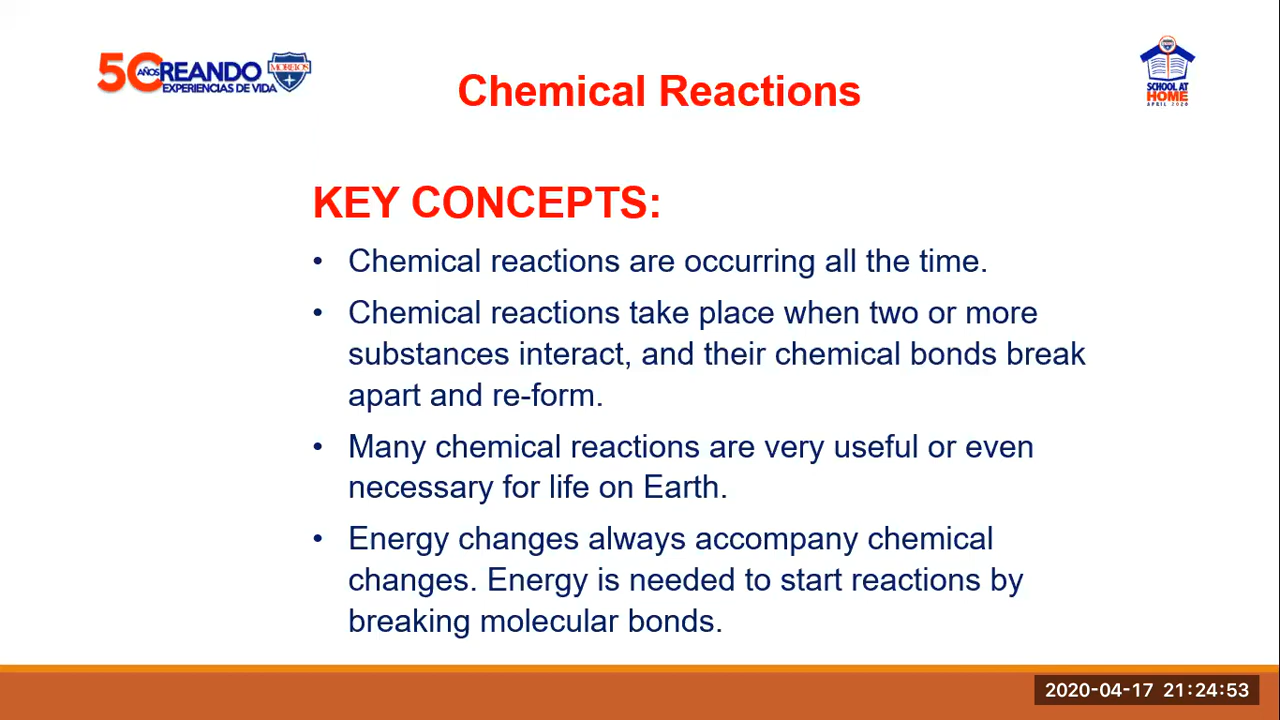 50 AÑOS CREANDO
EXPERIENCIAS DE VIDA
MORELOS
Chemical Reactions
SCHOOL AT
HOME
APRIL 2020
KEY CONCEPTS:
• Chemical reactions are occurring all the time.
• Chemical reactions take place when two or more
substances interact, and their chemical bonds break
apart and re-form.
• Many chemical reactions are very useful or even
necessary for life on Earth.
• Energy changes always accompany chemical
changes. Energy is needed to start reactions by
breaking molecular bonds.
2020-04-17 21:24:53